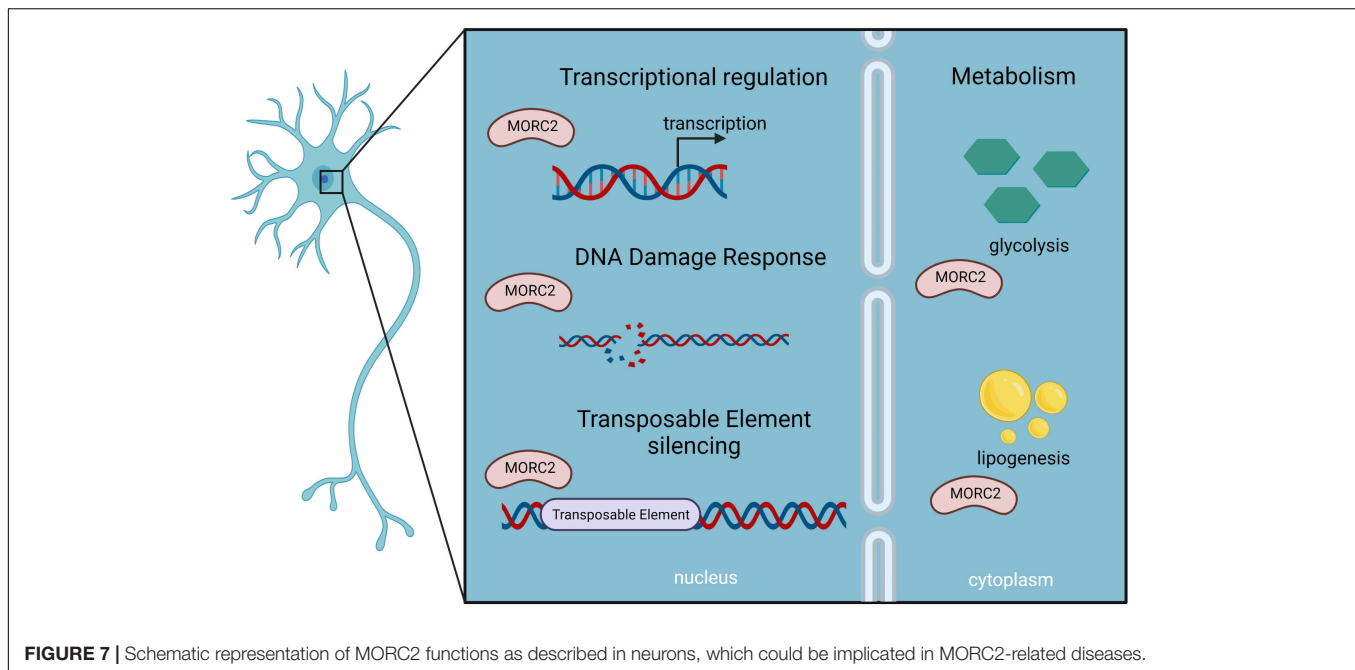 Transcriptional regulation
MORC2
transcription
DNA Damage Response
MORC2
Transposable Element
silencing
MORC2
Transposable Element
nucleus
Metabolism
glycolysis
MORC2
lipogenesis
MORC2
cytoplasm
FIGURE 7 | Schematic representation of MORC2 functions as described in neurons, which could be implicated in MORC2-related diseases.